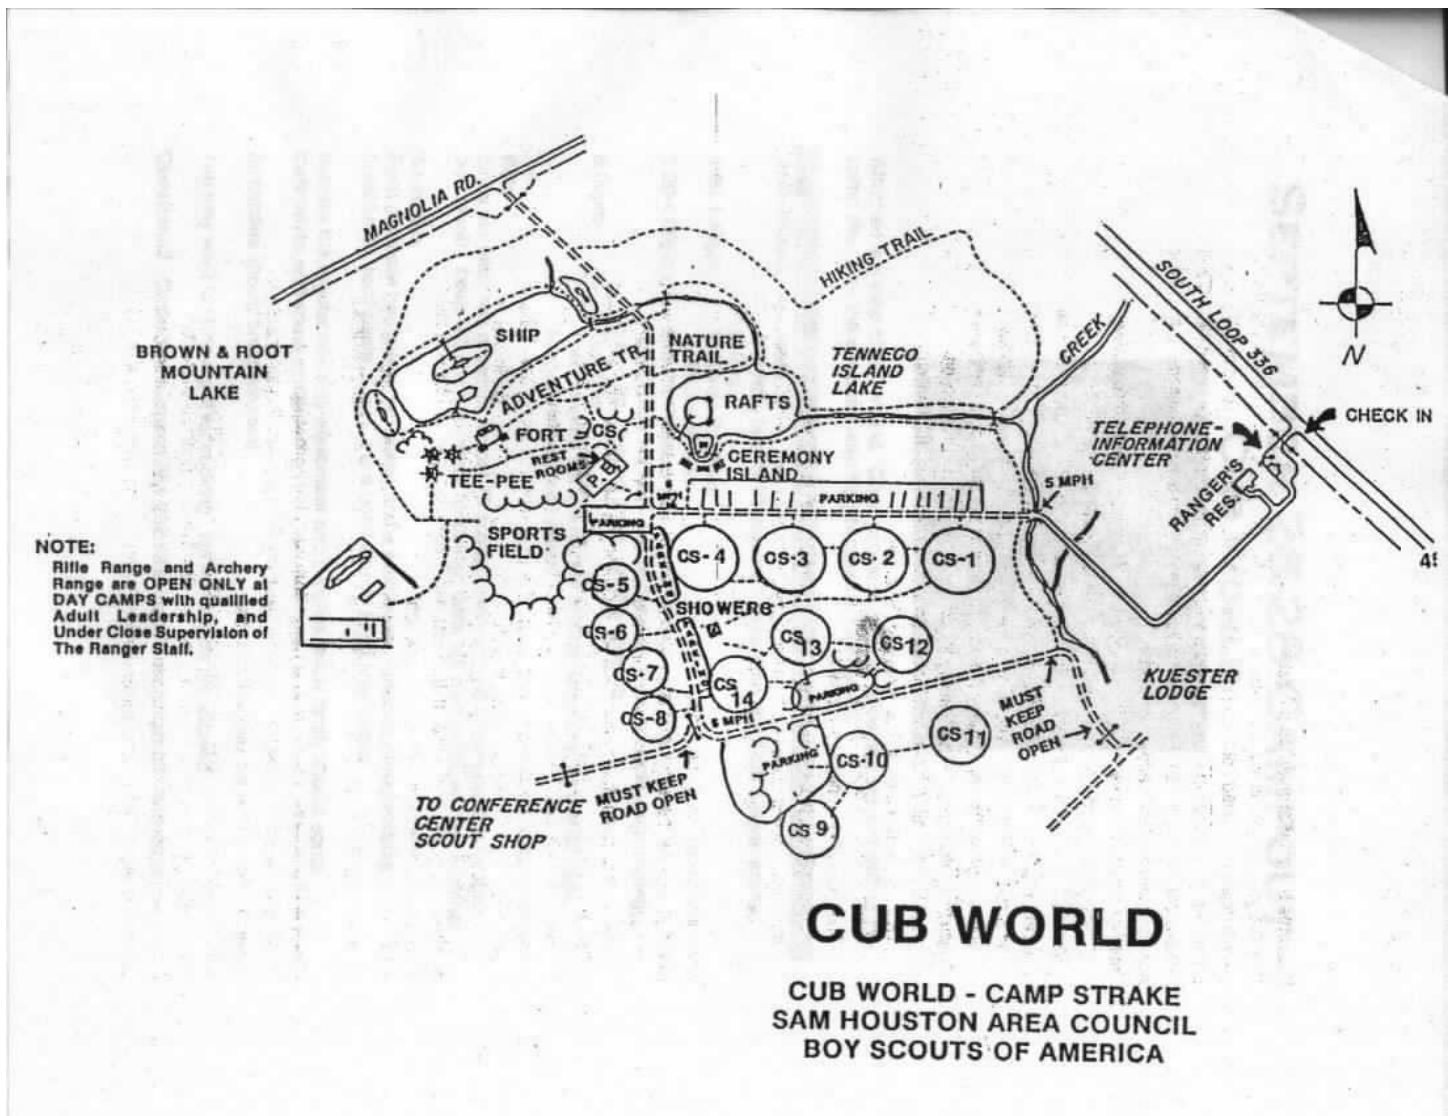 MAGNOLIA RD.
HIKING TRAIL
SOUTH LOOP 336
N
BROWN & ROOT
MOUNTAIN
LAKE
SHIP
ADVENTURE TR.
NATURE
TRAIL
TENNECO
ISLAND
LAKE
CREEK
RAFTS
CHECK IN
TELEPHONE-
INFORMATION
CENTER
RANGER'S
RES.
FORT
CS
REST
ROOMS
TEE-PEE
CEREMONY
ISLAND
5
MPH
PARKING
5 MPH
SPORTS
FIELD
PARKING
PARKING
CS-4
CS-3
CS-2
CS-1
NOTE:
Rifle Range and Archery
Range are OPEN ONLY at
DAY CAMPS with qualified
Adult Leadership, and
Under Close Supervision of
The Ranger Staff.
CS-5
SHOWERS
CS-6
CS
13
CS12
CS-7
CS
14
PARKING
CS-8
5 MPH
KUESTER
LODGE
MUST
KEEP
ROAD
OPEN
CS11
PARKING
CS-10
CS 9
MUST KEEP
ROAD OPEN
TO CONFERENCE
CENTER
SCOUT SHOP
CUB WORLD
CUB WORLD - CAMP STRAKE
SAM HOUSTON AREA COUNCIL
BOY SCOUTS OF AMERICA